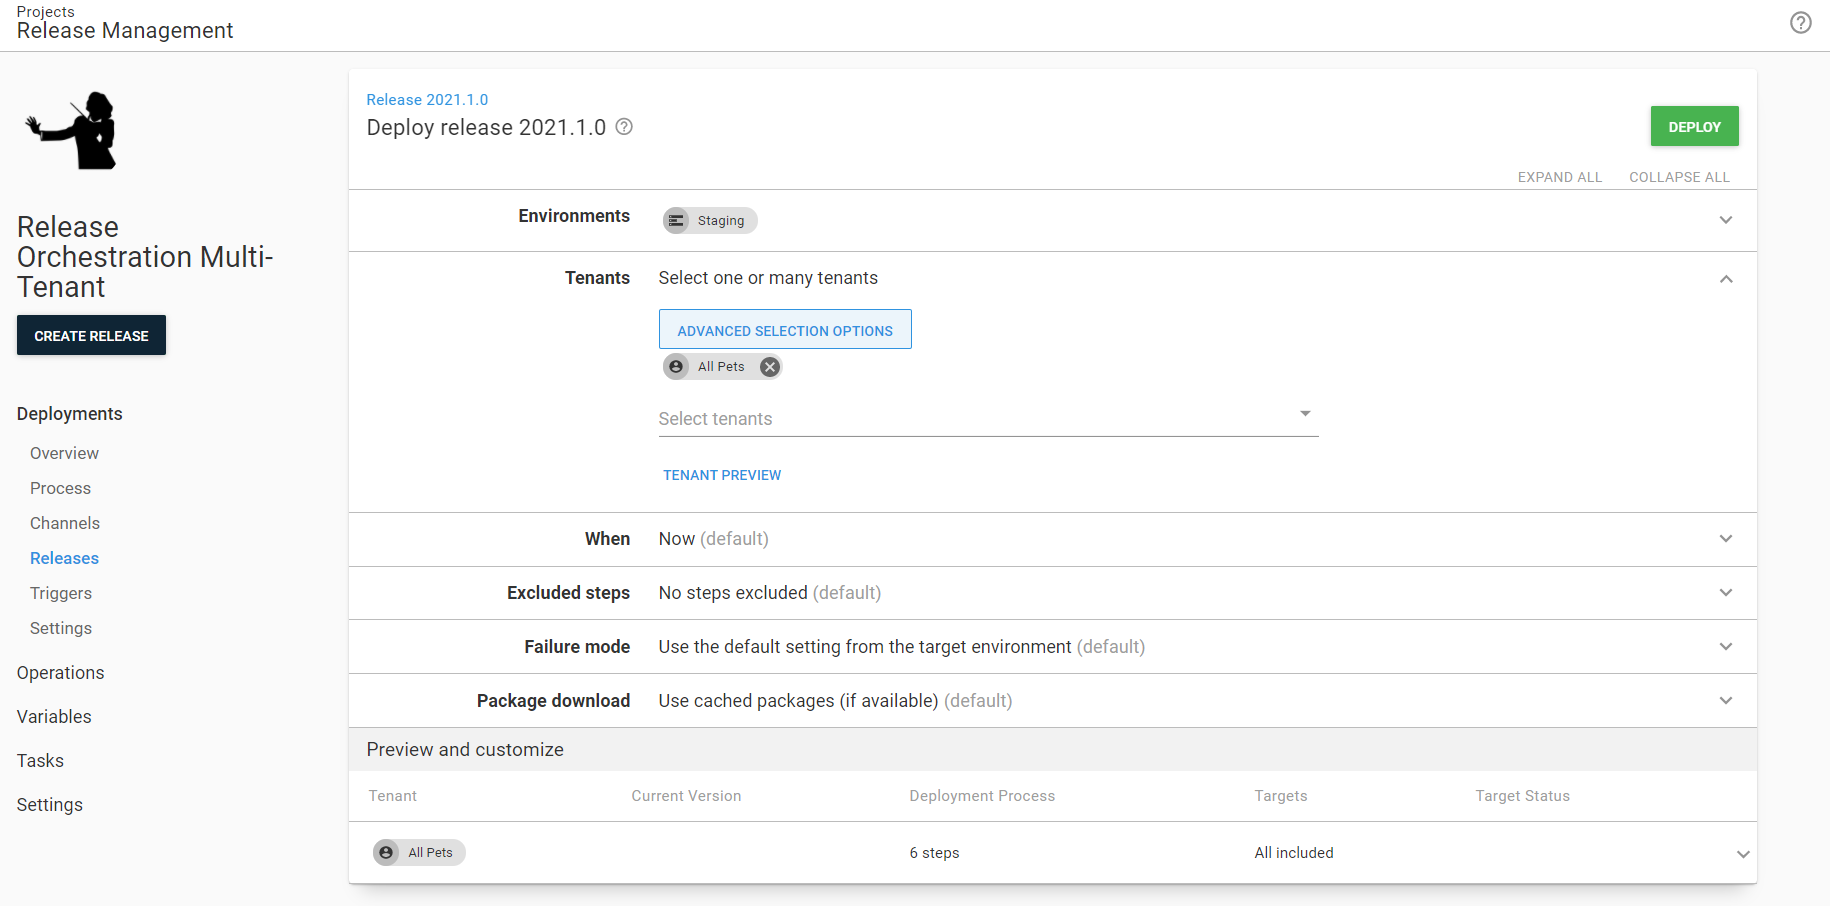 Projects
Release Management
Release
Orchestration Multi-
Tenant
CREATE RELEASE
Deployments
Overview
Process
Channels
Releases
Triggers
Settings
Operations
Variables
Tasks
Settings
Release 2021.1.0
Deploy release 2021.1.0
DEPLOY
EXPAND ALL COLLAPSE ALL
Environments Staging
Tenants Select one or many tenants
ADVANCED SELECTION OPTIONS
All Pets
Select tenants
TENANT PREVIEW
When Now (default)
Excluded steps No steps excluded (default)
Failure mode Use the default setting from the target environment (default)
Package download Use cached packages (if available) (default)
Preview and customize
Tenant Current Version Deployment Process Targets Target Status
All Pets 6 steps All included